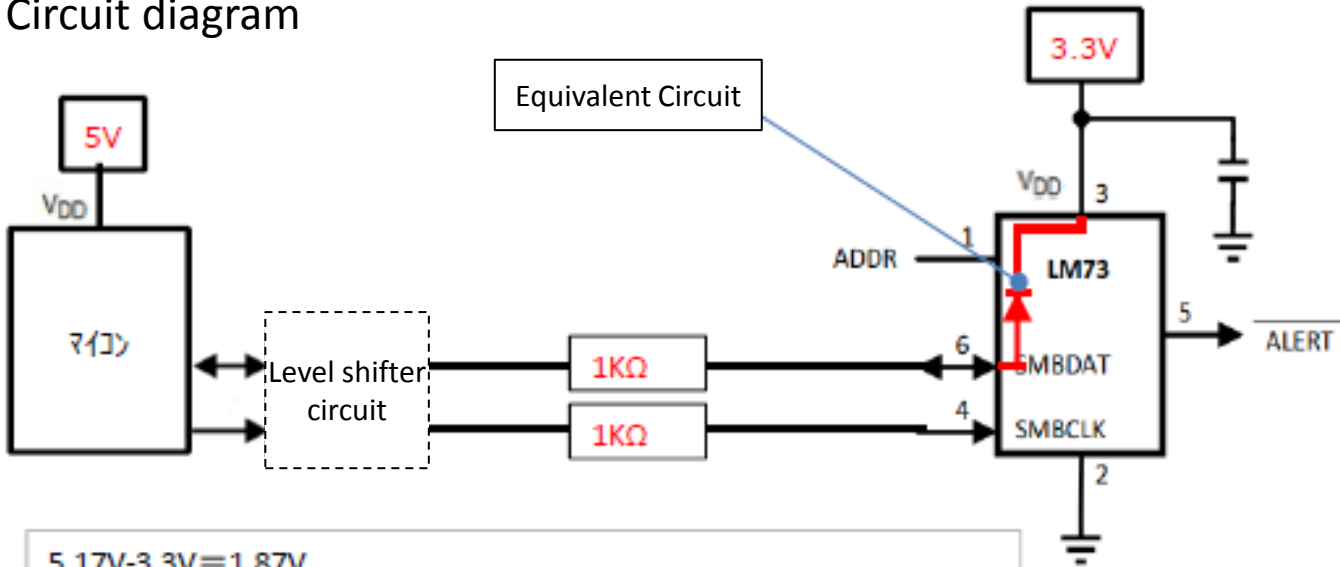 Circuit diagram
3.3V
Equivalent Circuit
5V
VDD
VDD
3
1
ADDR
LM73
マイコン
Level shifter
circuit
1KΩ
6
SMBDAT
5
ALERT
1KΩ
4
SMBCLK
2
5.17V-3.3V=1.87V